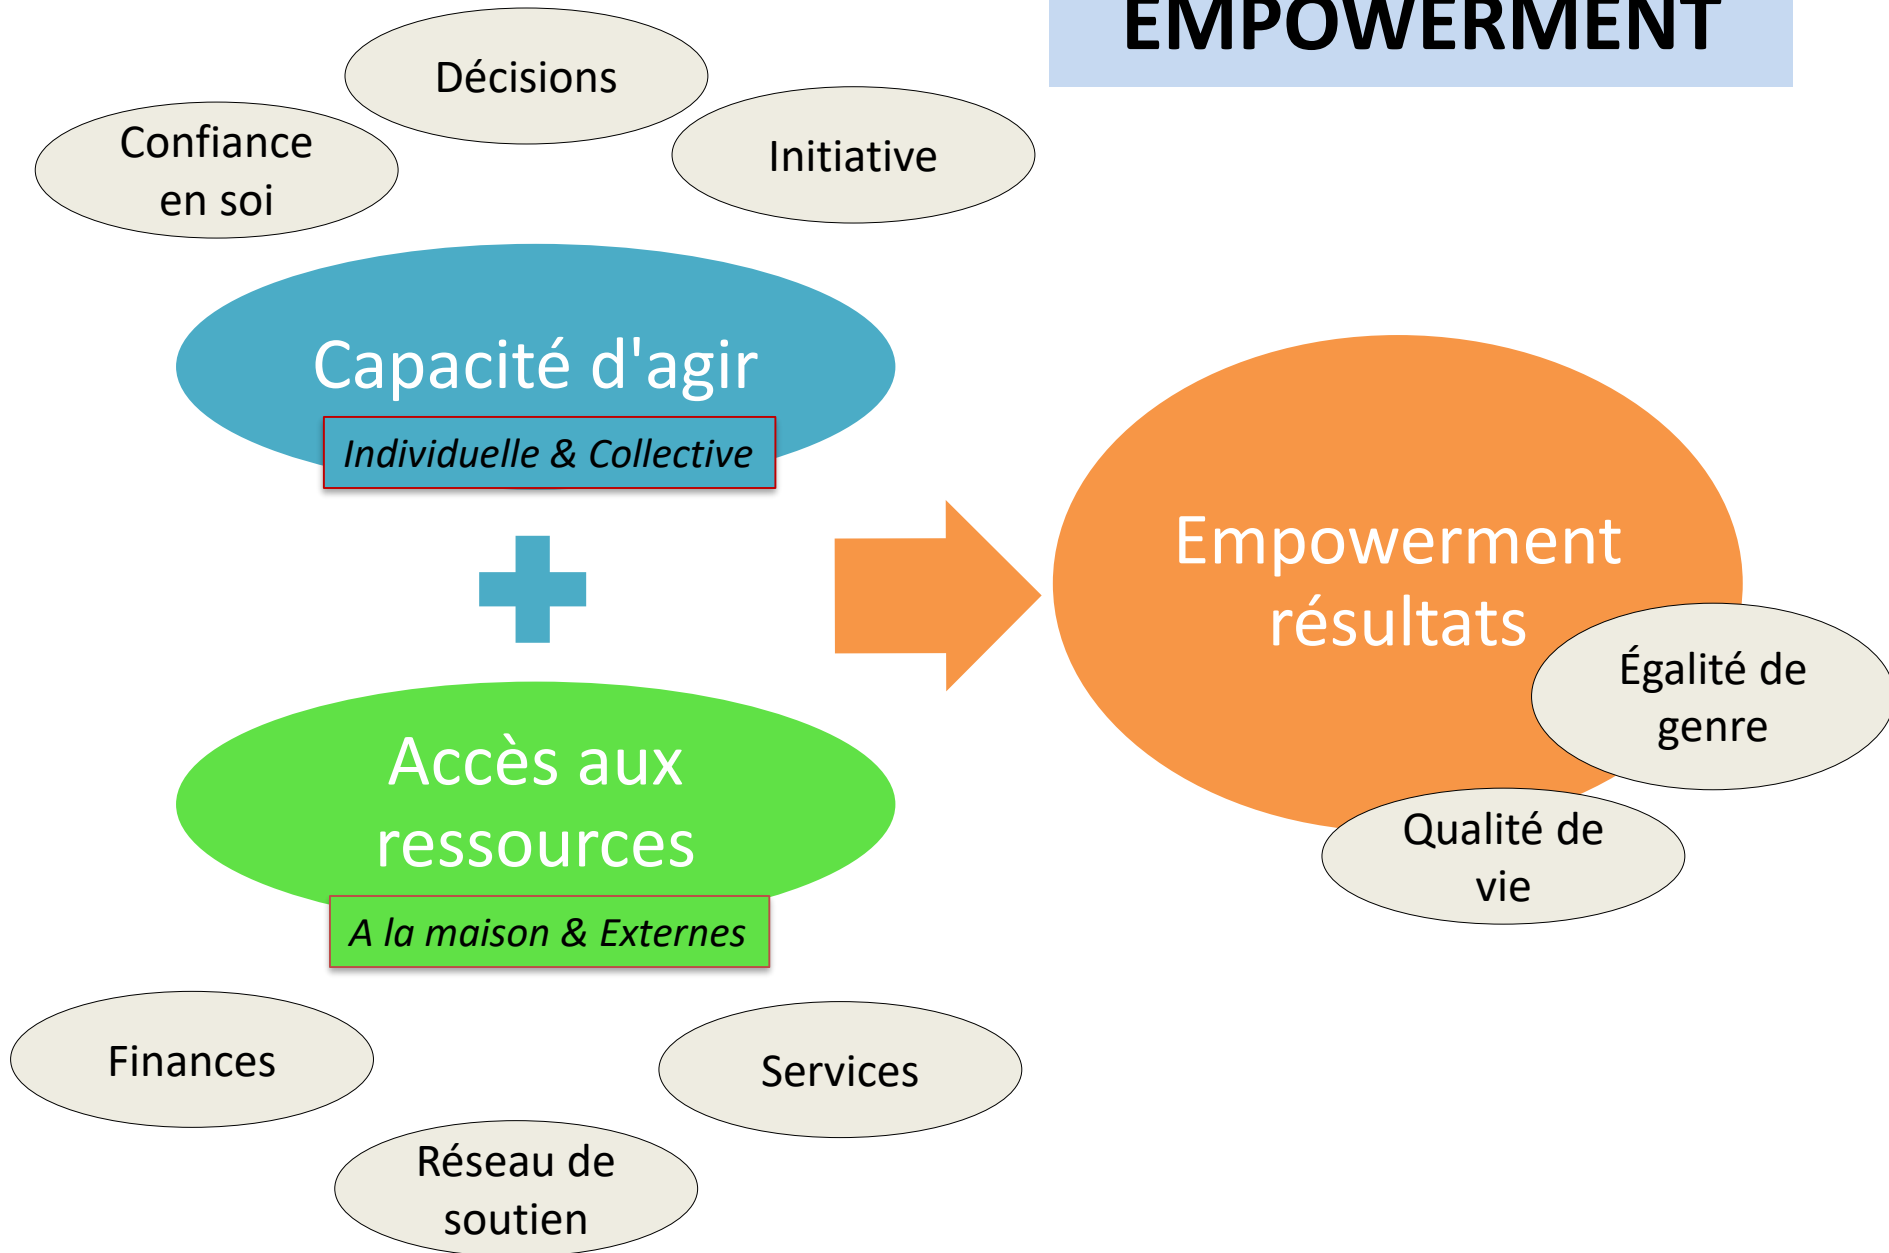 EMPOWERMENT
Décisions
Confiance
en soi
Initiative
Capacité d'agir
Individuelle & Collective
Empowerment
résultats
Égalité de
genre
Qualité de
vie
Accès aux
ressources
A la maison & Externes
Finances
Services
Réseau de
soutien